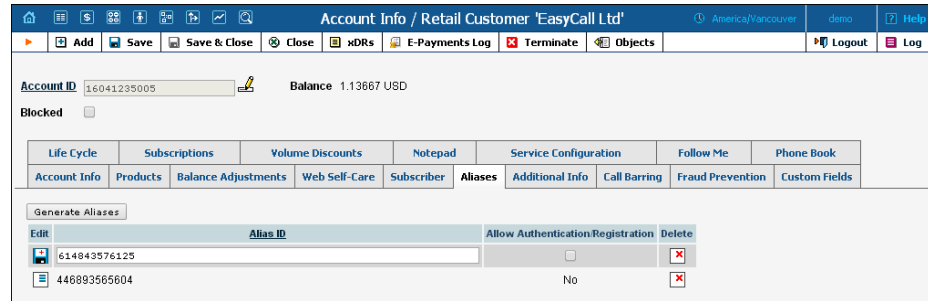 Account Info / Retail Customer 'EasyCall Ltd' America/Vancouver demo Help
Add Save Save & Close Close xDRs E-Payments Log Terminate Objects Logout Log
Account ID 16041235005 Balance 1.13667 USD
Blocked
Life Cycle Subscriptions Volume Discounts Notepad Service Configuration Follow Me Phone Book
Account Info Products Balance Adjustments Web Self-Care Subscriber Aliases Additional Info Call Barring Fraud Prevention Custom Fields
Generate Aliases
Edit Alias ID Allow Authentication/Registration Delete
614843576125
446893565604 No